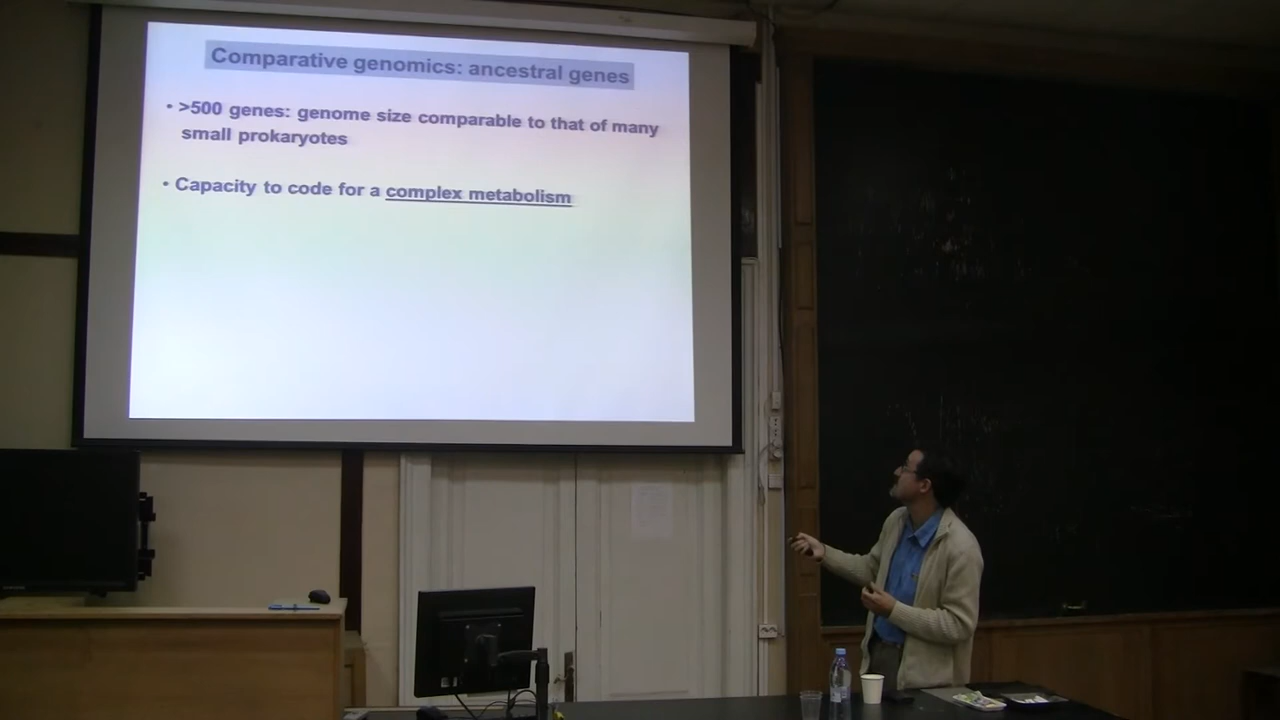 Comparative genomics: ancestral genes
• >500 genes: genome size comparable to that of many
small prokaryotes
• Capacity to code for a complex metabolism